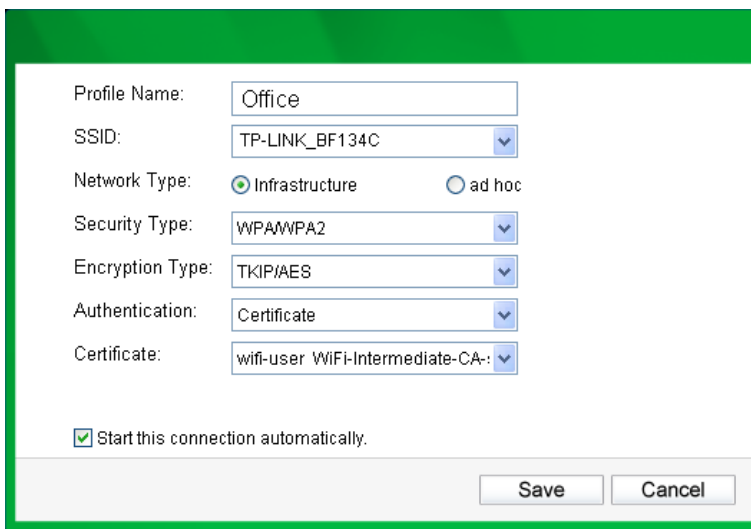 Profile Name: Office
SSID: TP-LINK_BF134C
Network Type: Infrastructure ad hoc
Security Type: WPA/WPA2
Encryption Type: TKIP/AES
Authentication: Certificate
Certificate: wifi-user WiFi-Intermediate-CA-
Start this connection automatically.
Save Cancel